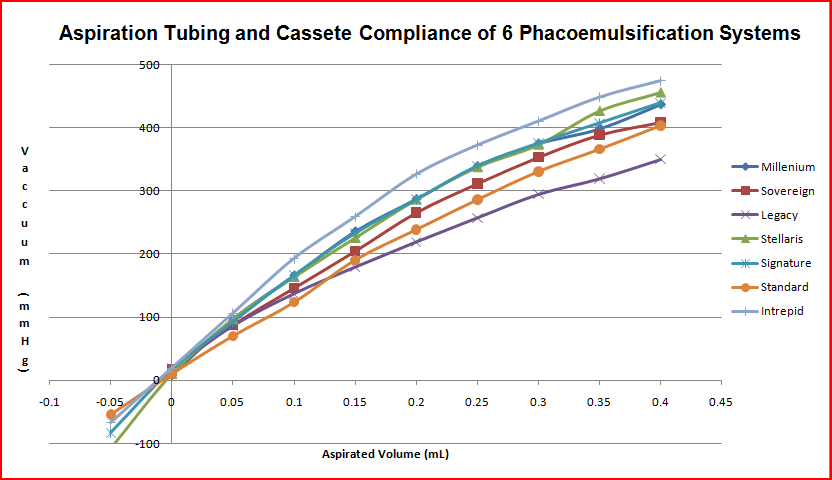 Aspiration Tubing and Cassete Compliance of 6 Phacoemulsification Systems
Vaccuum (mmHg)
500
400
300
200
100
0
-100
-0.1
-0.05
0
0.05
0.1
0.15
0.2
0.25
0.3
0.35
0.4
0.45
Aspirated Volume (mL)
Millenium
Sovereign
Legacy
Stellaris
Signature
Standard
Intrepid